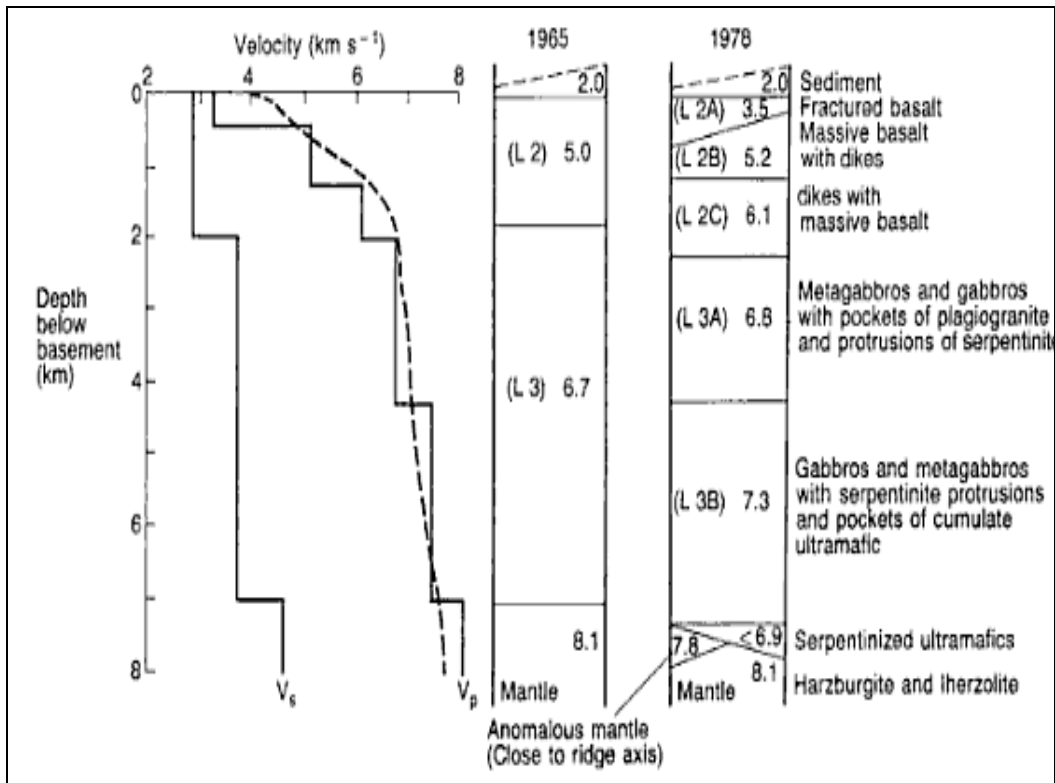 Velocity (km s⁻¹)
2 4 6 8
0
2
4
6
8
Depth
below
basement
(km)
Vs
Vp
1965
2.0
(L 2) 5.0
(L 3) 6.7
8.1
Mantle
1978
2.0 Sediment
(L 2A) 3.5 Fractured basalt
Massive basalt
(L 2B) 5.2 with dikes
dikes with
(L 2C) 6.1 massive basalt
Metagabbros and gabbros
(L 3A) 6.8 with pockets of plagiogranite
and protrusions of serpentinite
Gabbros and metagabbros
(L 3B) 7.3 with serpentinite protrusions
and pockets of cumulate
ultramafic
7.8 <6.9 Serpentinized ultramafics
8.1
Mantle Harzburgite and lherzolite
Anomalous mantle
(Close to ridge axis)